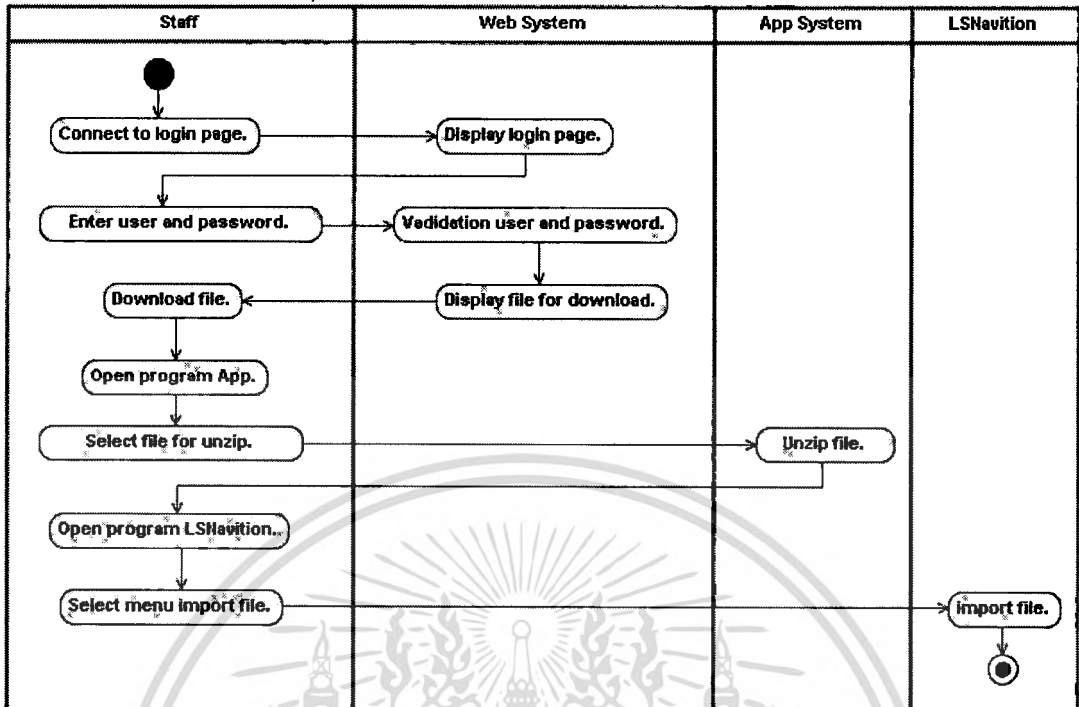 Staff
Web System
App System
LSNavition
Connect to login page.
Display login page.
Enter user and password.
Vadidation user and password.
Download file.
Display file for download.
Open program App.
Select file for unzip.
Unzip file.
Open program LSNavition.
Select menu import file.
import file.